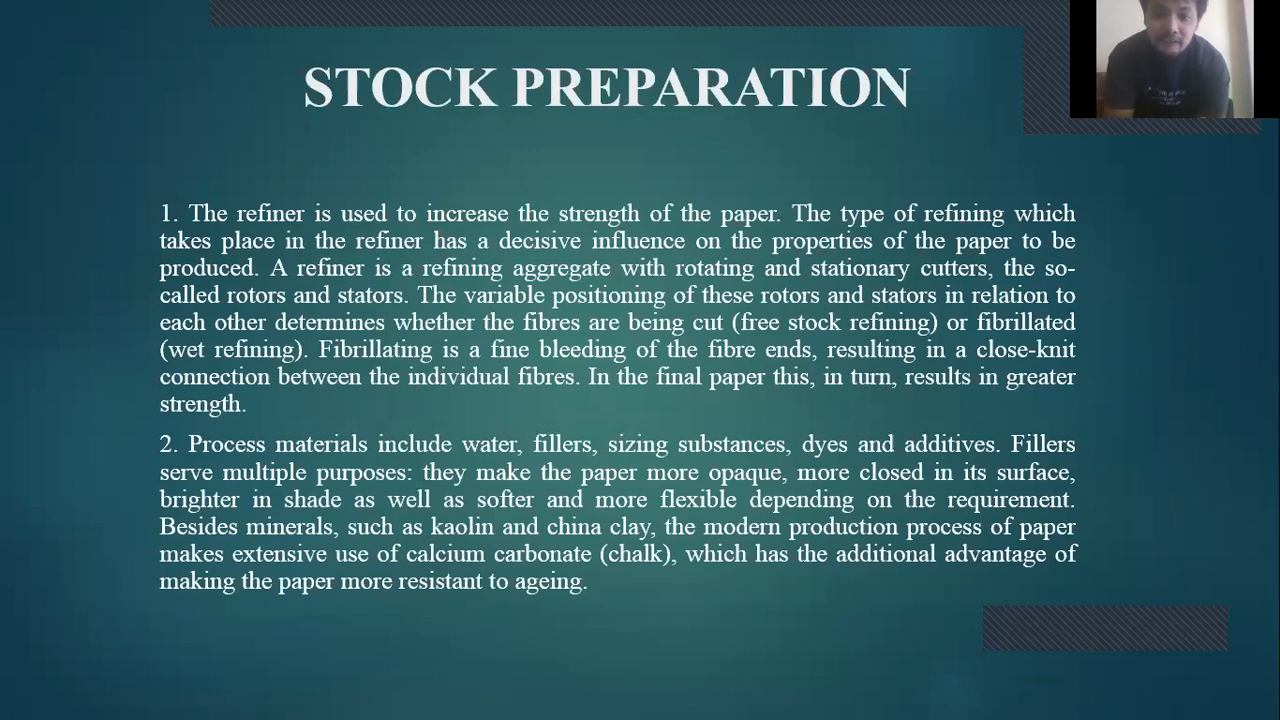 STOCK PREPARATION
1. The refiner is used to increase the strength of the paper. The type of refining which
takes place in the refiner has a decisive influence on the properties of the paper to be
produced. A refiner is a refining aggregate with rotating and stationary cutters, the so-
called rotors and stators. The variable positioning of these rotors and stators in relation to
each other determines whether the fibres are being cut (free stock refining) or fibrillated
(wet refining). Fibrillating is a fine bleeding of the fibre ends, resulting in a close-knit
connection between the individual fibres. In the final paper this, in turn, results in greater
strength.
2. Process materials include water, fillers, sizing substances, dyes and additives. Fillers
serve multiple purposes: they make the paper more opaque, more closed in its surface,
brighter in shade as well as softer and more flexible depending on the requirement.
Besides minerals, such as kaolin and china clay, the modern production process of paper
makes extensive use of calcium carbonate (chalk), which has the additional advantage of
making the paper more resistant to ageing.